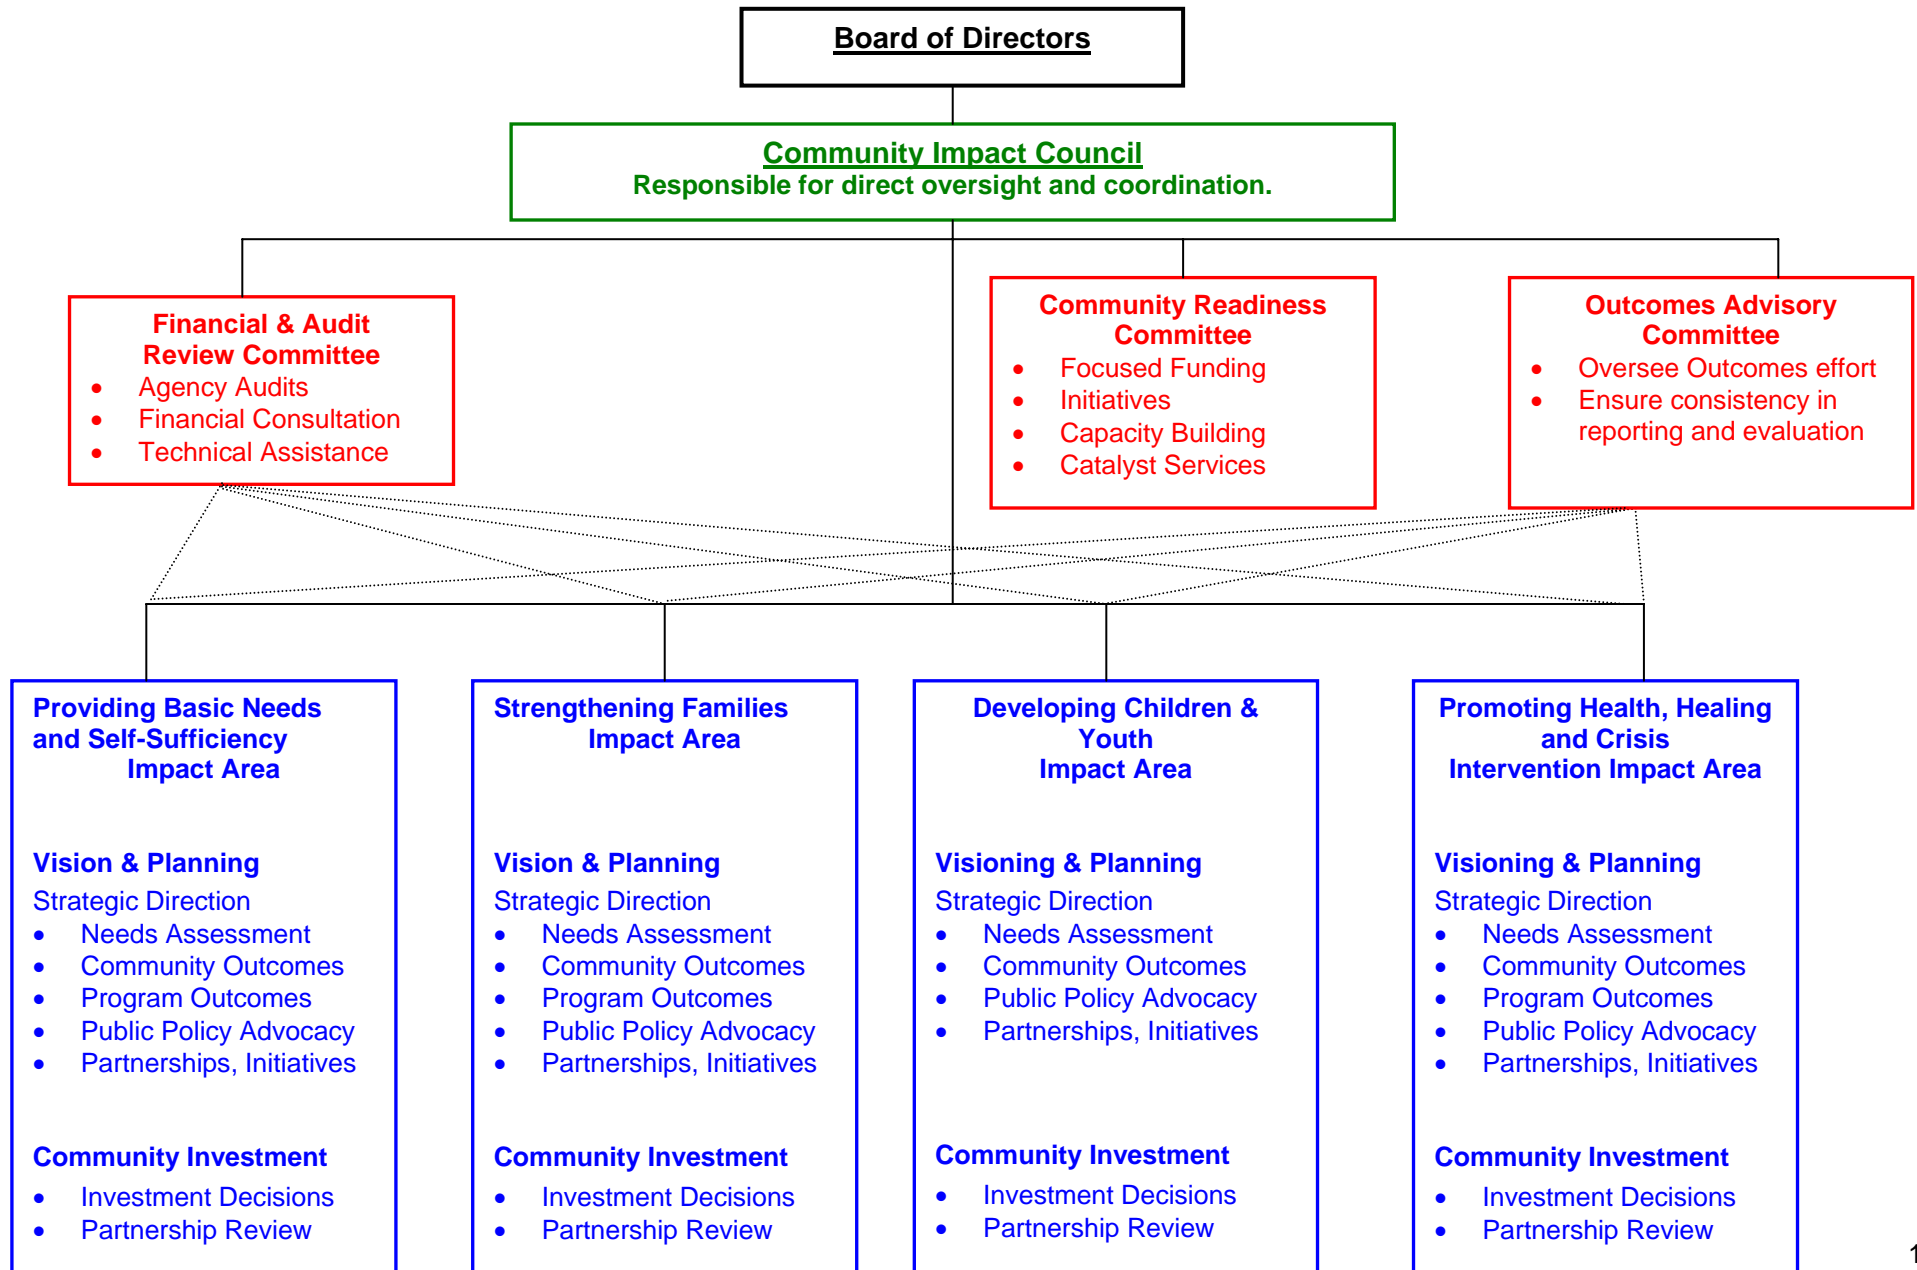 Board of Directors
Community Impact Council
Responsible for direct oversight and coordination.
Financial & Audit
Review Committee
• Agency Audits
• Financial Consultation
• Technical Assistance
Community Readiness
Committee
• Focused Funding
• Initiatives
• Capacity Building
• Catalyst Services
Outcomes Advisory
Committee
• Oversee Outcomes effort
• Ensure consistency in
reporting and evaluation
Providing Basic Needs
and Self-Sufficiency
Impact Area
Vision & Planning
Strategic Direction
• Needs Assessment
• Community Outcomes
• Program Outcomes
• Public Policy Advocacy
• Partnerships, Initiatives
Community Investment
• Investment Decisions
• Partnership Review
Strengthening Families
Impact Area
Vision & Planning
Strategic Direction
• Needs Assessment
• Community Outcomes
• Program Outcomes
• Public Policy Advocacy
• Partnerships, Initiatives
Community Investment
• Investment Decisions
• Partnership Review
Developing Children &
Youth
Impact Area
Visioning & Planning
Strategic Direction
• Needs Assessment
• Community Outcomes
• Public Policy Advocacy
• Partnerships, Initiatives
Community Investment
• Investment Decisions
• Partnership Review
Promoting Health, Healing
and Crisis
Intervention Impact Area
Visioning & Planning
Strategic Direction
• Needs Assessment
• Community Outcomes
• Program Outcomes
• Public Policy Advocacy
• Partnerships, Initiatives
Community Investment
• Investment Decisions
• Partnership Review
1